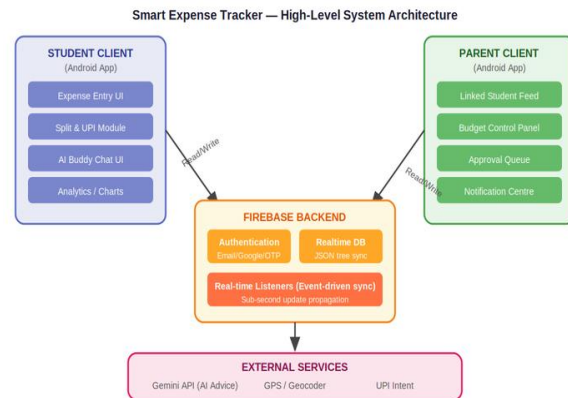 Smart Expense Tracker — High-Level System Architecture
STUDENT CLIENT
(Android App)
Expense Entry UI
Split & UPI Module
AI Buddy Chat UI
Analytics / Charts
PARENT CLIENT
(Android App)
Linked Student Feed
Budget Control Panel
Approval Queue
Notification Centre
Read/Write
Read/Write
FIREBASE BACKEND
Authentication
Email/Google/OTP
Realtime DB
JSON tree sync
Real-time Listeners (Event-driven sync)
Sub-second update propagation
EXTERNAL SERVICES
Gemini API (AI Advice) GPS / Geocoder UPI Intent